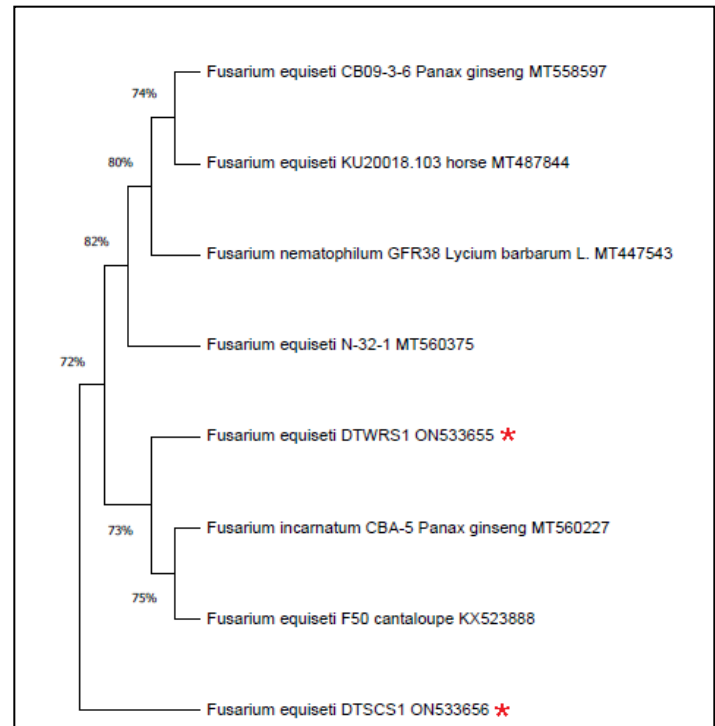 Fusarium equiseti CB09-3-6 Panax ginseng MT558597
74%
80%
Fusarium equiseti KU20018.103 horse MT487844
82%
Fusarium nematophilum GFR38 Lycium barbarum L. MT447543
Fusarium equiseti N-32-1 MT560375
72%
Fusarium equiseti DTWRS1 ON533655 *
73%
Fusarium incarnatum CBA-5 Panax ginseng MT560227
75%
Fusarium equiseti F50 cantaloupe KX523888
Fusarium equiseti DTSCS1 ON533656 *